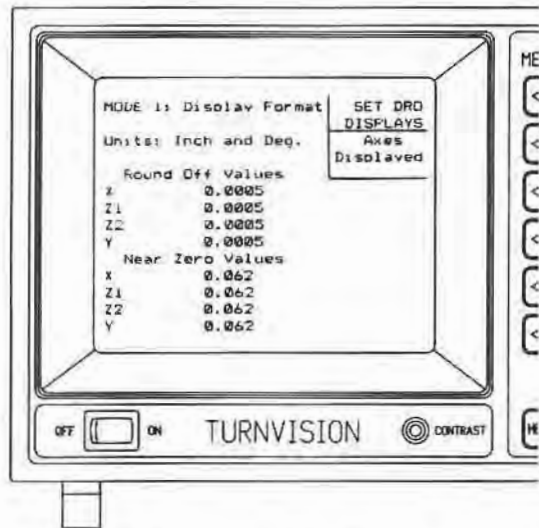 MODE 1: Display Format
SET DRO
DISPLAYS
Units: Inch and Deg.
Axes
Displayed
Round Off Values
X 0.0005
Z1 0.0005
Z2 0.0005
Y 0.0005
Near Zero Values
X 0.062
Z1 0.062
Z2 0.062
Y 0.062
OFF
ON
TURNVISION
CONTRAST
ME
<
<
<
<
<
<